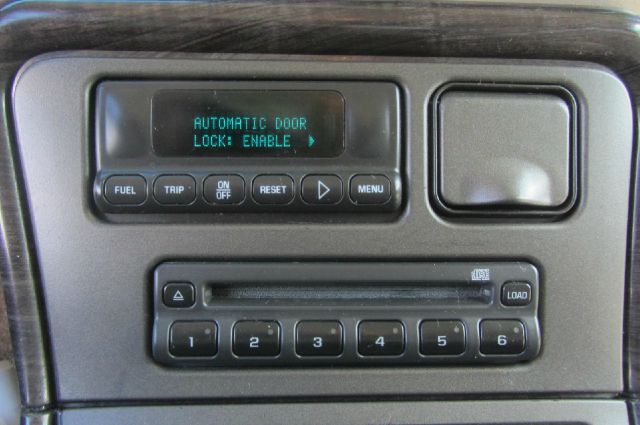 AUTOMATIC DOOR
LOCK: ENABLE
FUEL TRIP ON/OFF RESET MENU
LOAD
1 2 3 4 5 6